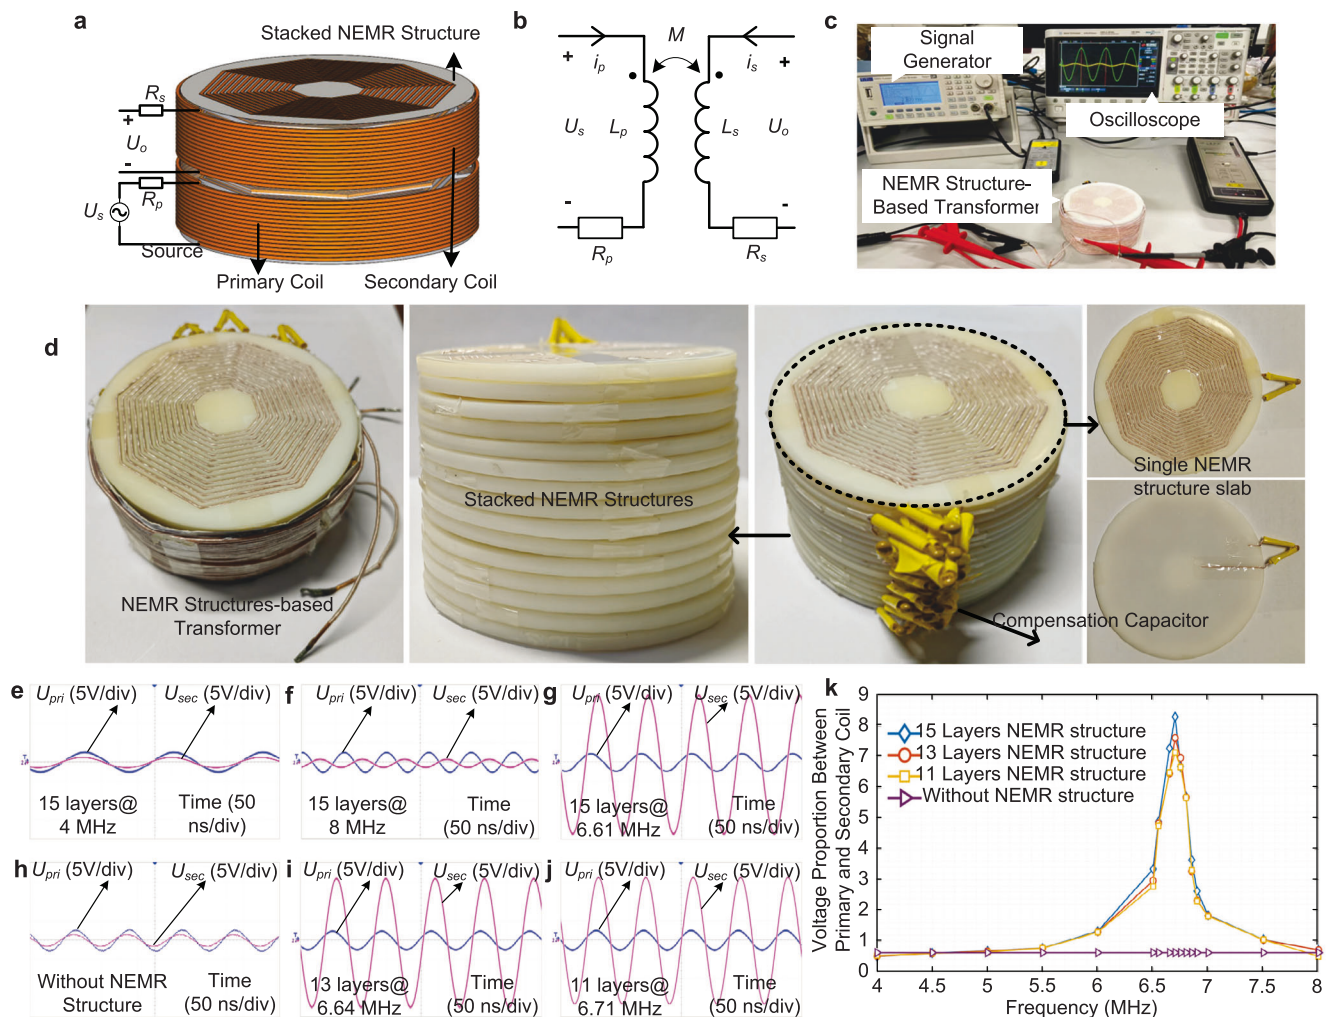 a
Stacked NEMR Structure
Rs
+
Uo
-
Rp
Us
Source
Primary Coil
Secondary Coil
b
M
+
ip
is
+
Us
Lp
Ls
Uo
-
-
Rp
Rs
c
Signal
Generator
Oscilloscope
NEMR Structure-
Based Transformer
d
NEMR Structures-based
Transformer
Stacked NEMR Structures
Compensation Capacitor
Single NEMR
structure slab
e
Upri (5V/div)
Usec (5V/div)
15 layers@
4 MHz
Time (50
ns/div)
f
Upri (5V/div)
Usec (5V/div)
15 layers@
8 MHz
Time
(50 ns/div)
g
Upri (5V/div)
Usec (5V/div)
15 layers@
6.61 MHz
Time
(50 ns/div)
h
Upri (5V/div)
Usec (5V/div)
Without NEMR
Structure
Time
(50 ns/div)
i
Upri (5V/div)
Usec (5V/div)
13 layers@
6.64 MHz
Time
(50 ns/div)
j
Upri (5V/div)
Usec (5V/div)
11 layers@
6.71 MHz
Time
(50 ns/div)
k
Voltage Proportion Between
Primary and Secondary Coil
9
8
7
6
5
4
3
2
1
0
15 Layers NEMR structure
13 Layers NEMR structure
11 Layers NEMR structure
Without NEMR structure
4 4.5 5 5.5 6 6.5 7 7.5 8
Frequency (MHz)